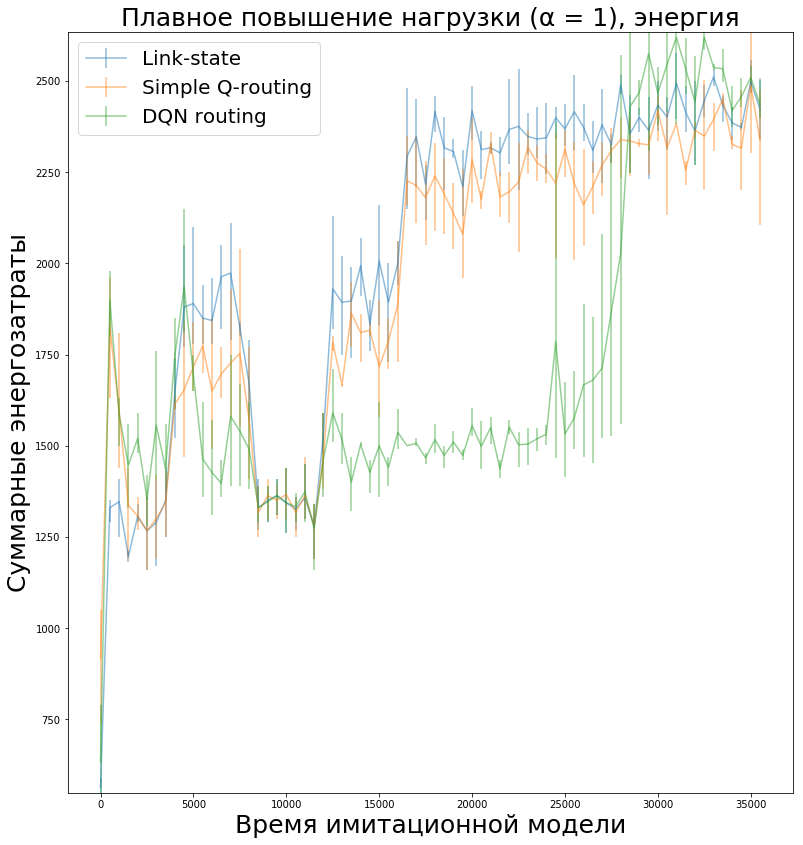 Плавное повышение нагрузки (α = 1), энергия
Link-state
Simple Q-routing
DQN routing
Суммарные энергозатраты
2500
2250
2000
1750
1500
1250
1000
750
0
5000
10000
15000
20000
25000
30000
35000
Время имитационной модели